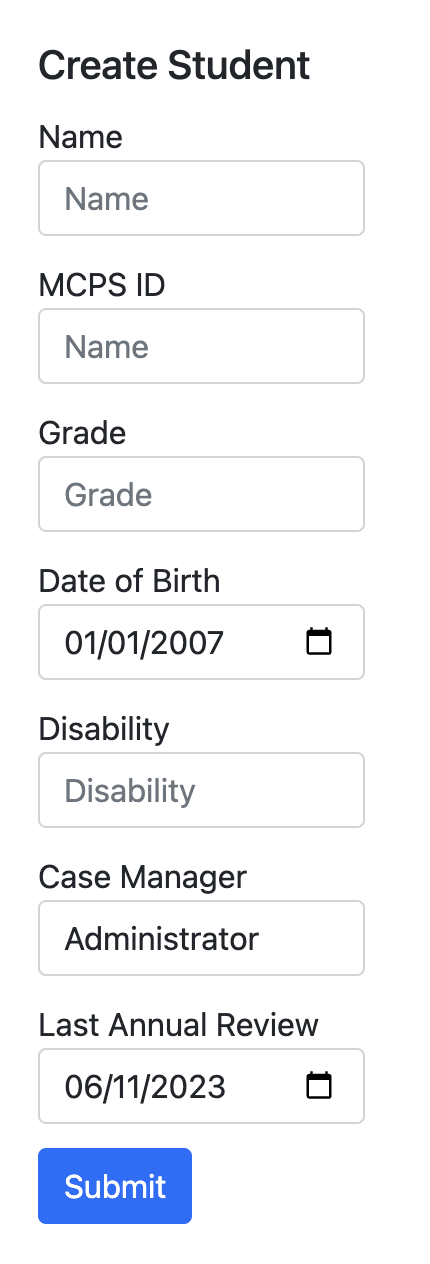 Create Student
Name
Name
MCPS ID
Name
Grade
Grade
Date of Birth
01/01/2007
Disability
Disability
Case Manager
Administrator
Last Annual Review
06/11/2023
Submit